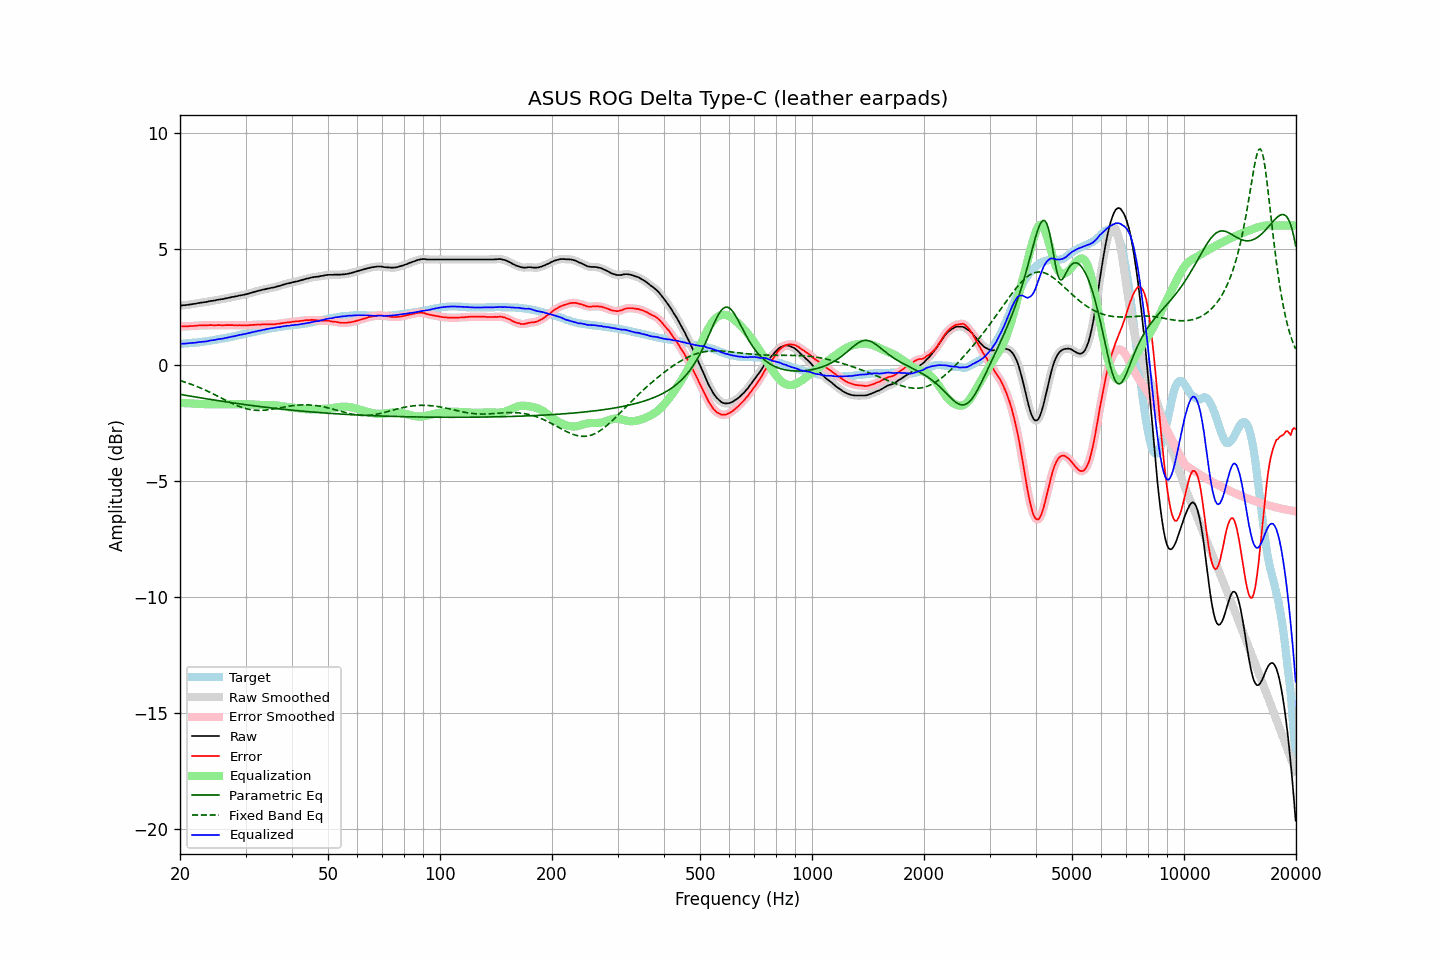 ASUS ROG Delta Type-C (leather earpads)
10
5
0
−5
−10
−15
−20
Amplitude (dBr)
Target
Raw Smoothed
Error Smoothed
Raw
Error
Equalization
Parametric Eq
Fixed Band Eq
Equalized
20 50 100 200 500 1000 2000 5000 10000 20000
Frequency (Hz)